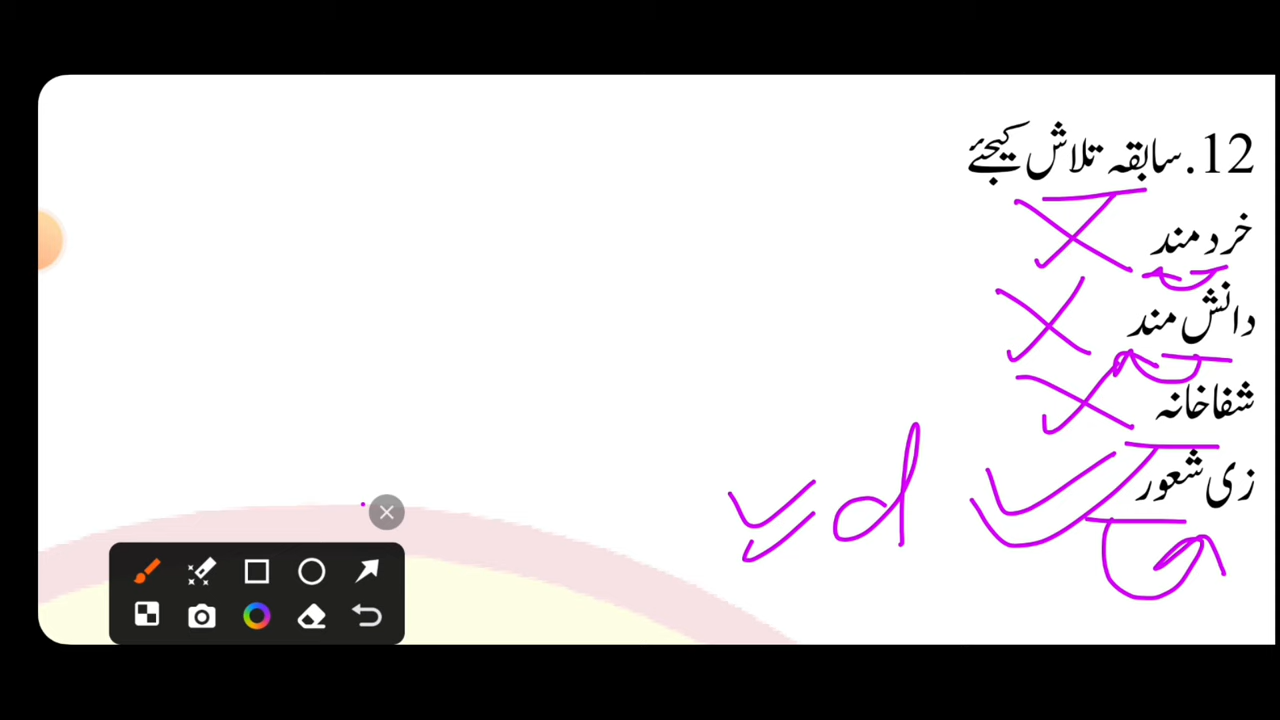 12. سابقہ تلاش کیجئے
خرد مند
دانش مند
شفاخانہ
زی شعور
d